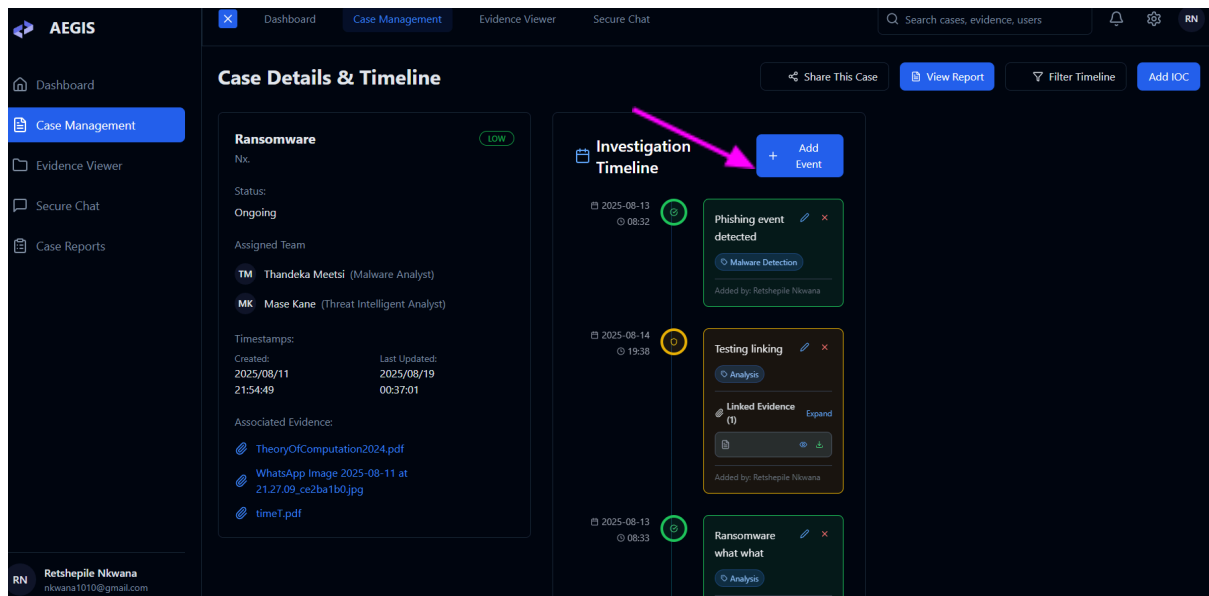 AEGIS
Dashboard
Case Management
Evidence Viewer
Secure Chat
Search cases, evidence, users
RN
Dashboard
Case Management
Evidence Viewer
Secure Chat
Case Reports
RN
Retshepile Nkwana
nkwana1010@gmail.com
Case Details & Timeline
Share This Case
View Report
Filter Timeline
Add IOC
Ransomware
LOW
Nx.
Status:
Ongoing
Assigned Team
TM Thandeka Meetsi (Malware Analyst)
MK Mase Kane (Threat Intelligent Analyst)
Timestamps:
Created:
2025/08/11
21:54:49
Last Updated:
2025/08/19
00:37:01
Associated Evidence:
TheoryOfComputation2024.pdf
WhatsApp Image 2025-08-11 at
21.27.09_ce2ba1b0.jpg
timeT.pdf
Investigation
Timeline
Add
Event
2025-08-13
08:32
Phishing event
detected
Malware Detection
Added by: Retshepile Nkwana
2025-08-14
19:38
Testing linking
Analysis
Linked Evidence
(1)
Expand
Added by: Retshepile Nkwana
2025-08-13
08:33
Ransomware
what what
Analysis